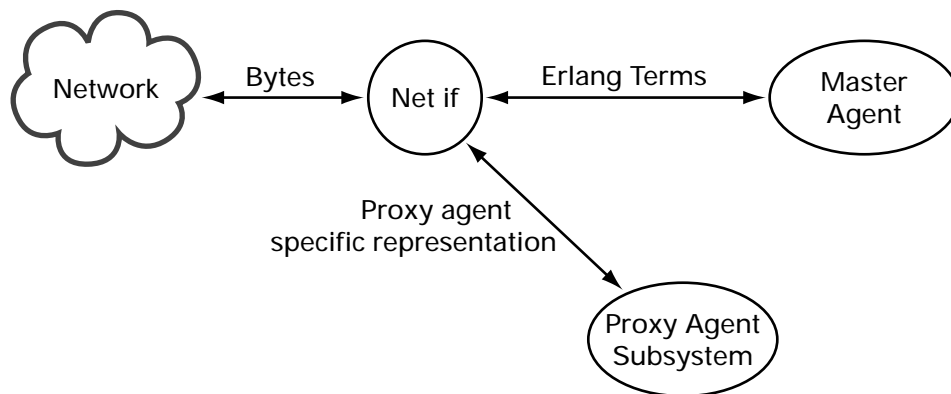 Network
Bytes
Net if
Erlang Terms
Master
Agent
Proxy agent
specific representation
Proxy Agent
Subsystem